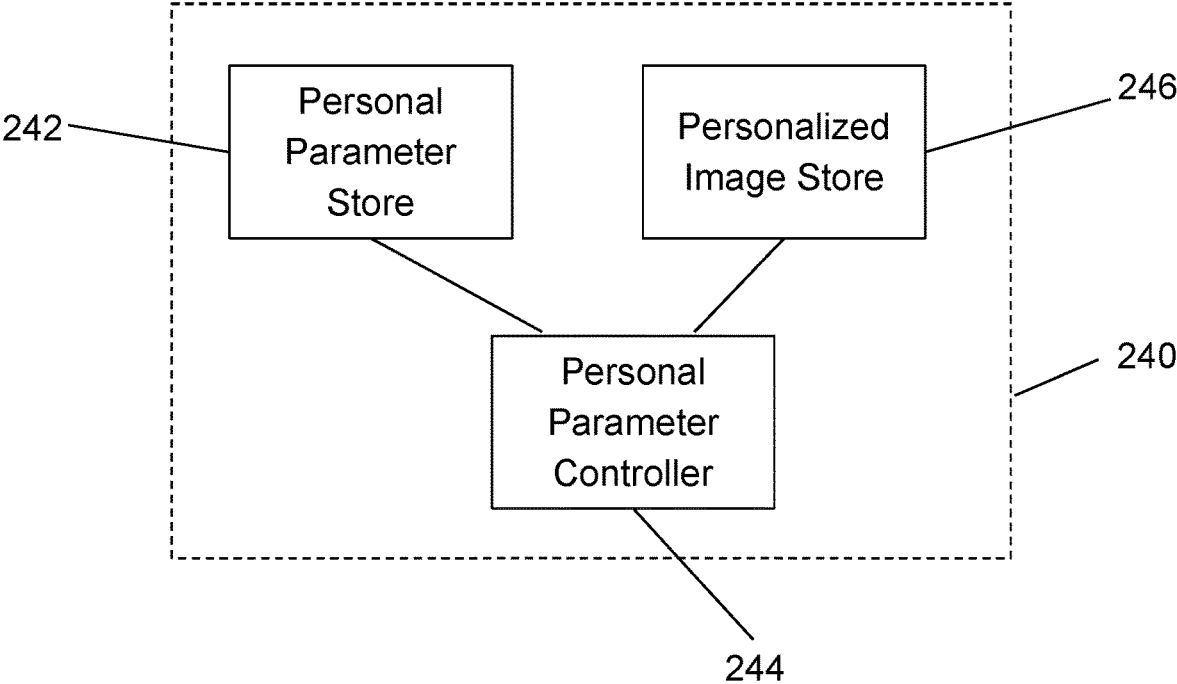 Personal
Parameter
Store
242
Personalized
Image Store
246
Personal
Parameter
Controller
240
244